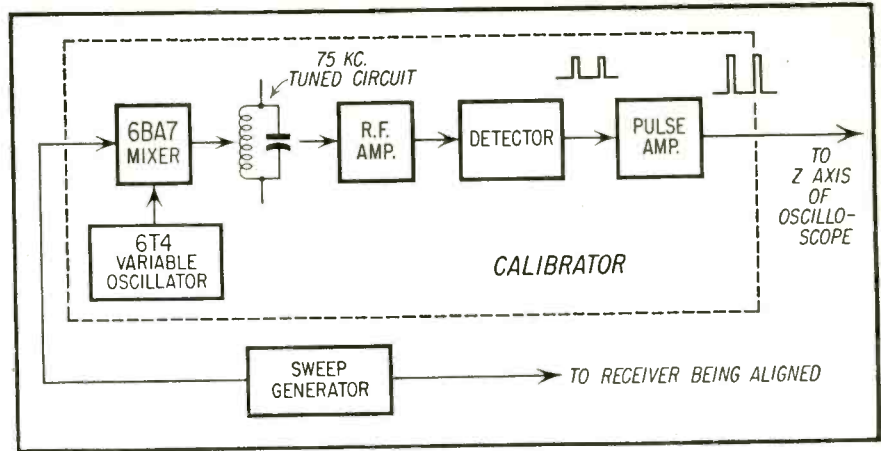 75 KC.
TUNED CIRCUIT
6BA7
MIXER
R.F.
AMP.
DETECTOR
PULSE
AMP.
TO
Z AXIS
OF
OSCILLO-
SCOPE
6T4
VARIABLE
OSCILLATOR
CALIBRATOR
SWEEP
GENERATOR
TO RECEIVER BEING ALIGNED